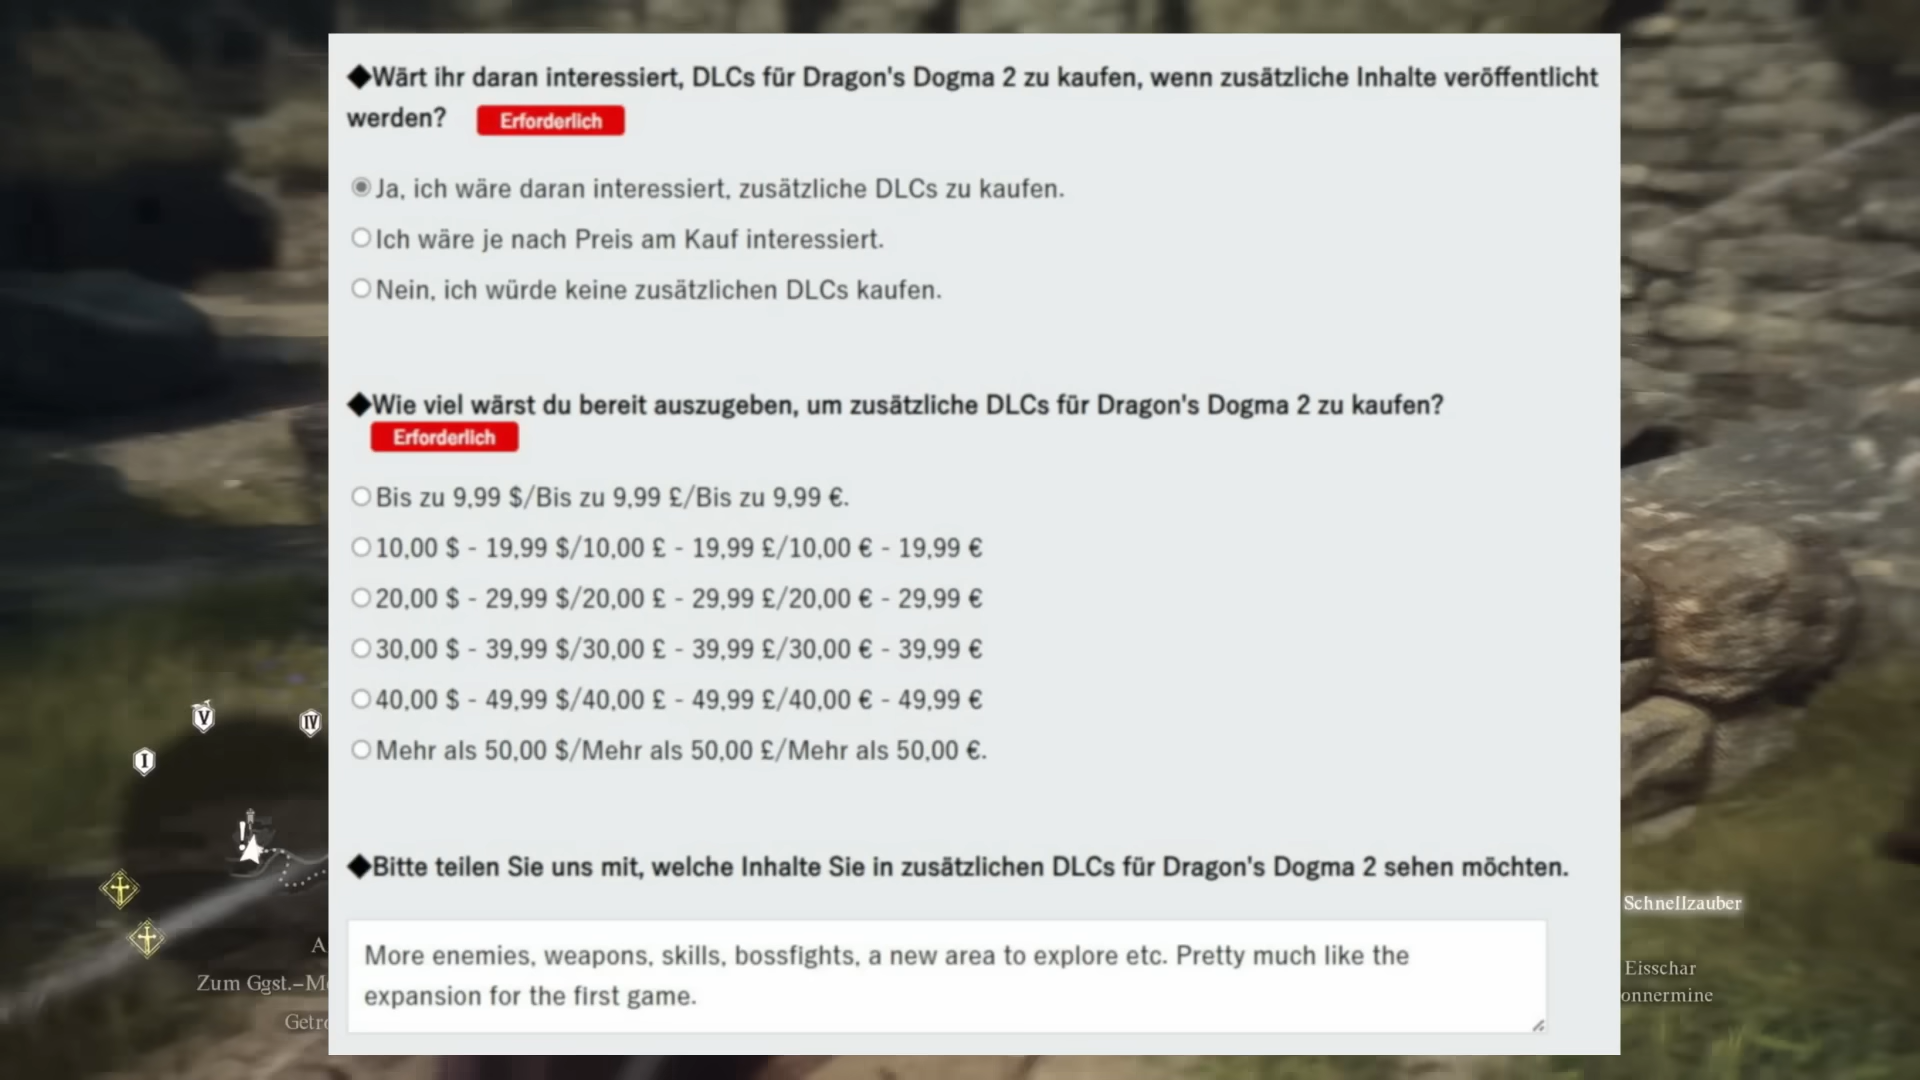 ◆Wärt ihr daran interessiert, DLCs für Dragon's Dogma 2 zu kaufen, wenn zusätzliche Inhalte veröffentlicht
werden? Erforderlich
Ja, ich wäre daran interessiert, zusätzliche DLCs zu kaufen.
Ich wäre je nach Preis am Kauf interessiert.
Nein, ich würde keine zusätzlichen DLCs kaufen.
◆Wie viel wärst du bereit auszugeben, um zusätzliche DLCs für Dragon's Dogma 2 zu kaufen?
Erforderlich
Bis zu 9,99 $/Bis zu 9,99 £/Bis zu 9,99 €.
10,00 $ - 19,99 $/10,00 £ - 19,99 £/10,00 € - 19,99 €
20,00 $ - 29,99 $/20,00 £ - 29,99 £/20,00 € - 29,99 €
30,00 $ - 39,99 $/30,00 £ - 39,99 £/30,00 € - 39,99 €
40,00 $ - 49,99 $/40,00 £ - 49,99 £/40,00 € - 49,99 €
Mehr als 50,00 $/Mehr als 50,00 £/Mehr als 50,00 €.
◆Bitte teilen Sie uns mit, welche Inhalte Sie in zusätzlichen DLCs für Dragon's Dogma 2 sehen möchten.
More enemies, weapons, skills, bossfights, a new area to explore etc. Pretty much like the
expansion for the first game.
V
IV
I
Zum Ggst.-
Schnellzauber
Eisschar